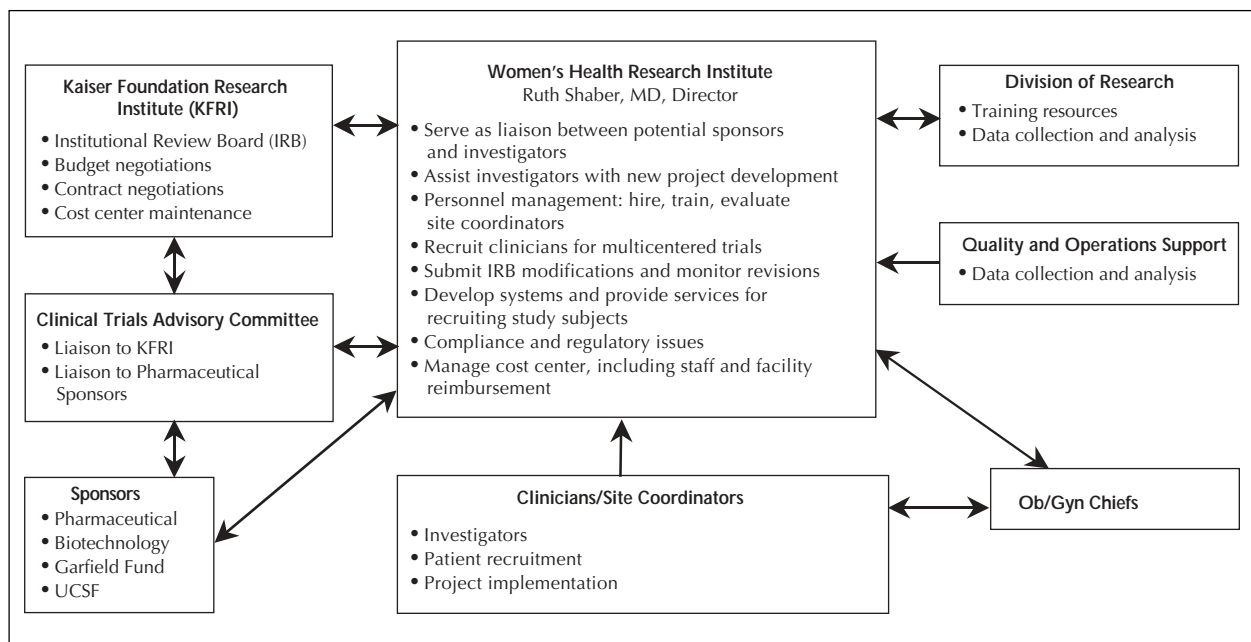 Kaiser Foundation Research
Institute (KFRI)
• Institutional Review Board (IRB)
• Budget negotiations
• Contract negotiations
• Cost center maintenance
Clinical Trials Advisory Committee
• Liaison to KFRI
• Liaison to Pharmaceutical
Sponsors
Sponsors
• Pharmaceutical
• Biotechnology
• Garfield Fund
• UCSF
Women's Health Research Institute
Ruth Shaber, MD, Director
• Serve as liaison between potential sponsors
and investigators
• Assist investigators with new project development
• Personnel management: hire, train, evaluate
site coordinators
• Recruit clinicians for multicentered trials
• Submit IRB modifications and monitor revisions
• Develop systems and provide services for
recruiting study subjects
• Compliance and regulatory issues
• Manage cost center, including staff and facility
reimbursement
Clinicians/Site Coordinators
• Investigators
• Patient recruitment
• Project implementation
Division of Research
• Training resources
• Data collection and analysis
Quality and Operations Support
• Data collection and analysis
Ob/Gyn Chiefs